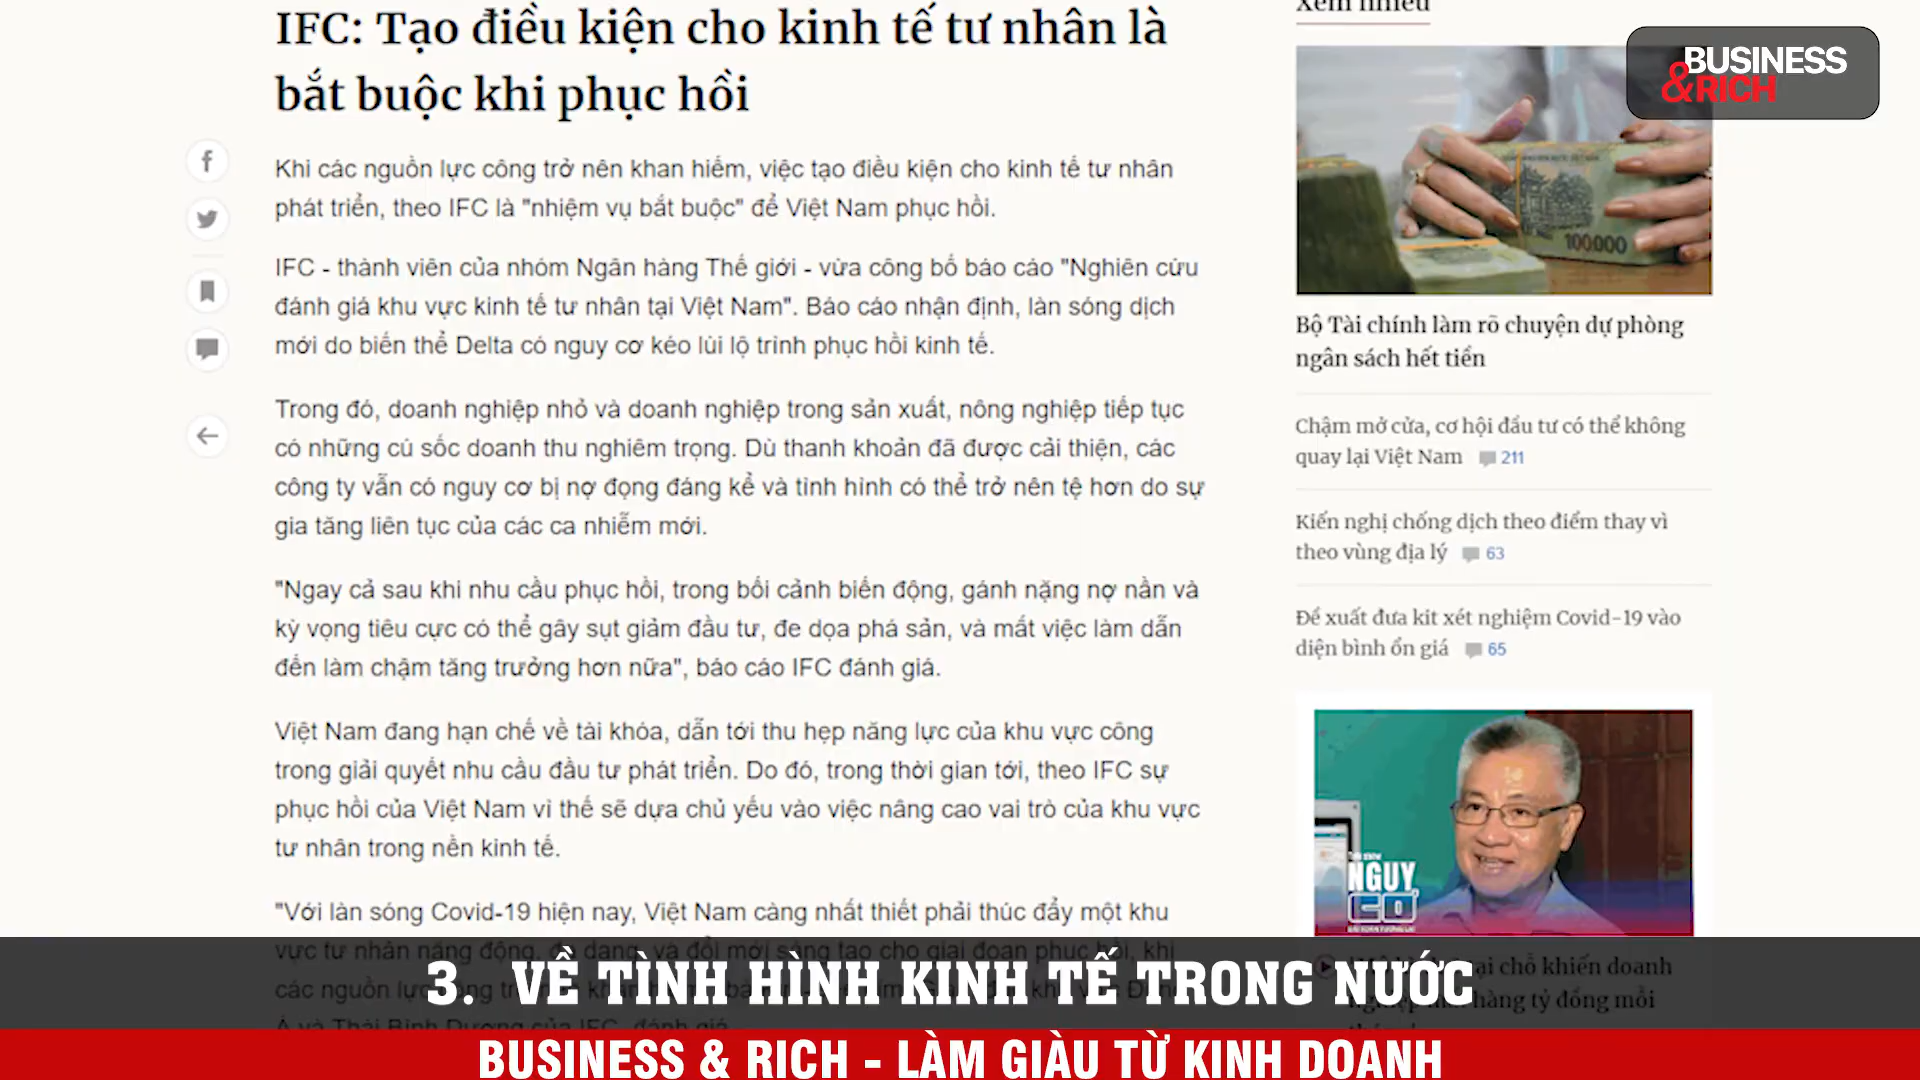 IFC: Tạo điều kiện cho kinh tế tư nhân là
bắt buộc khi phục hồi
Khi các nguồn lực công trở nên khan hiếm, việc tạo điều kiện cho kinh tế tư nhân
phát triển, theo IFC là "nhiệm vụ bắt buộc" để Việt Nam phục hồi.
IFC - thành viên của nhóm Ngân hàng Thế giới - vừa công bố báo cáo "Nghiên cứu
đánh giá khu vực kinh tế tư nhân tại Việt Nam". Báo cáo nhận định, làn sóng dịch
mới do biến thể Delta có nguy cơ kéo lùi lộ trình phục hồi kinh tế.
Trong đó, doanh nghiệp nhỏ và doanh nghiệp trong sản xuất, nông nghiệp tiếp tục
có những cú sốc doanh thu nghiêm trọng. Dù thanh khoản đã được cải thiện, các
công ty vẫn có nguy cơ bị nợ đọng đáng kể và tình hình có thể trở nên tệ hơn do sự
gia tăng liên tục của các ca nhiễm mới.
"Ngay cả sau khi nhu cầu phục hồi, trong bối cảnh biến động, gánh nặng nợ nần và
kỳ vọng tiêu cực có thể gây sụt giảm đầu tư, đe dọa phá sản, và mất việc làm dẫn
đến làm chậm tăng trưởng hơn nữa", báo cáo IFC đánh giá.
Việt Nam đang hạn chế về tài khóa, dẫn tới thu hẹp năng lực của khu vực công
trong giải quyết nhu cầu đầu tư phát triển. Do đó, trong thời gian tới, theo IFC sự
phục hồi của Việt Nam vì thế sẽ dựa chủ yếu vào việc nâng cao vai trò của khu vực
tư nhân trong nền kinh tế.
"Với làn sóng Covid-19 hiện nay, Việt Nam càng nhất thiết phải thúc đẩy một khu
vực tư nhân năng động, đa dạng, và đổi mới sáng tạo cho giai đoạn phục hồi, khi
các nguồn lực
Á và Thái Bình Dương của IFC, đánh giá.
Xem nhiều
BUSINESS
&RICH
100000
Bộ Tài chính làm rõ chuyện dự phòng
ngân sách hết tiền
Chậm mở cửa, cơ hội đầu tư có thể không
quay lại Việt Nam 211
Kiến nghị chống dịch theo điểm thay vì
theo vùng địa lý 63
Đề xuất đưa kit xét nghiệm Covid-19 vào
diện bình ổn giá 65
NGUY
CƠ
tại chỗ khiến doanh
hàng tỷ đồng mỗi
3. VỀ TÌNH HÌNH KINH TẾ TRONG NƯỚC
BUSINESS & RICH - LÀM GIÀU TỪ KINH DOANH